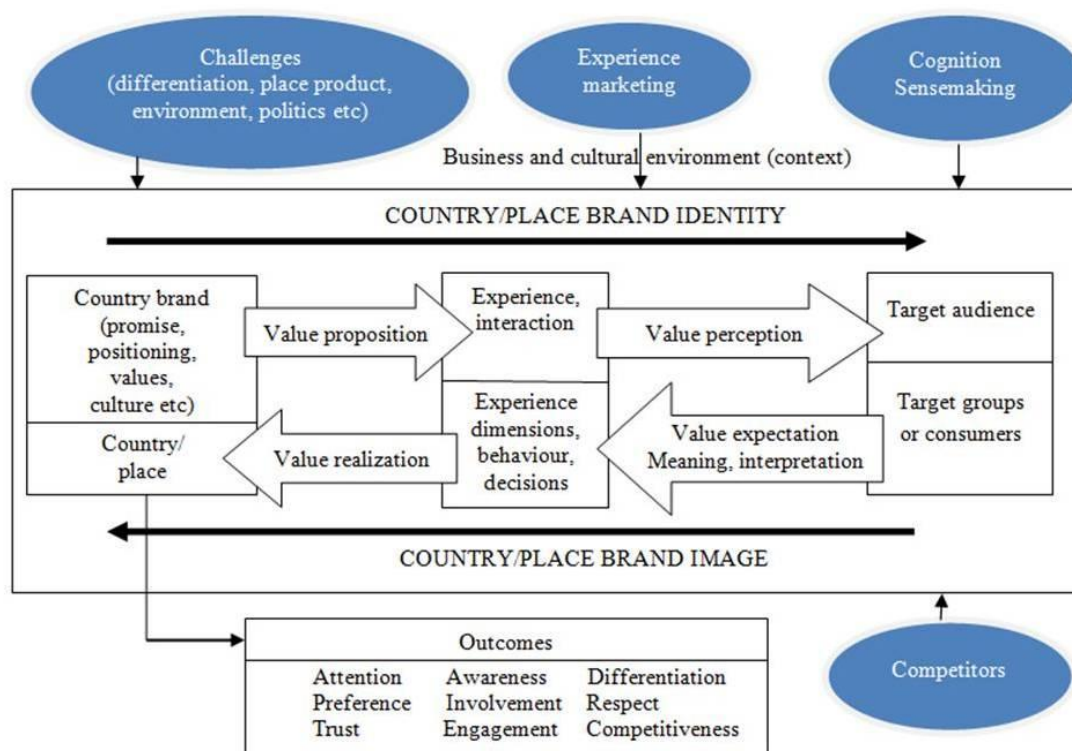 Challenges
(differentiation, place product,
environment, politics etc)
Experience
marketing
Cognition
Sensemaking
Business and cultural environment (context)
COUNTRY/PLACE BRAND IDENTITY
Country brand
(promise,
positioning,
values,
culture etc)
Value proposition
Experience,
interaction
Value perception
Target audience
Country/
place
Value realization
Experience
dimensions,
behaviour,
decisions
Value expectation
Meaning, interpretation
Target groups
or consumers
COUNTRY/PLACE BRAND IMAGE
Outcomes
Attention Awareness Differentiation
Preference Involvement Respect
Trust Engagement Competitiveness
Competitors